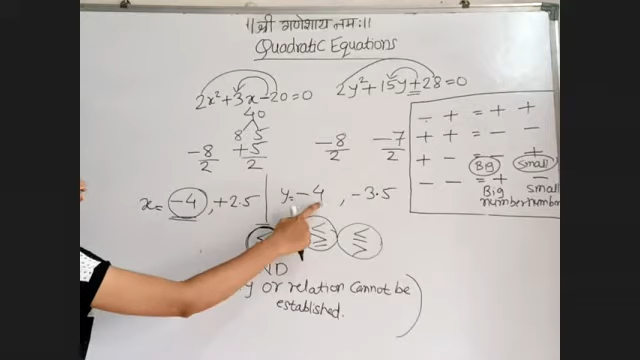 ।।श्री गणेशाय नमः।।
Quadratic Equations
2x²+3x-20=0
2y²+15y+28=0
40
8 5
-8/2 +5/2
-8/2 -7/2
x= -4, +2.5
y= -4, -3.5
- + = + +
+ + = - -
+ - Big Small +
- - = + -
Big number small number
< ≤
< ≤ > ≥
ND
y or relation cannot be
established.